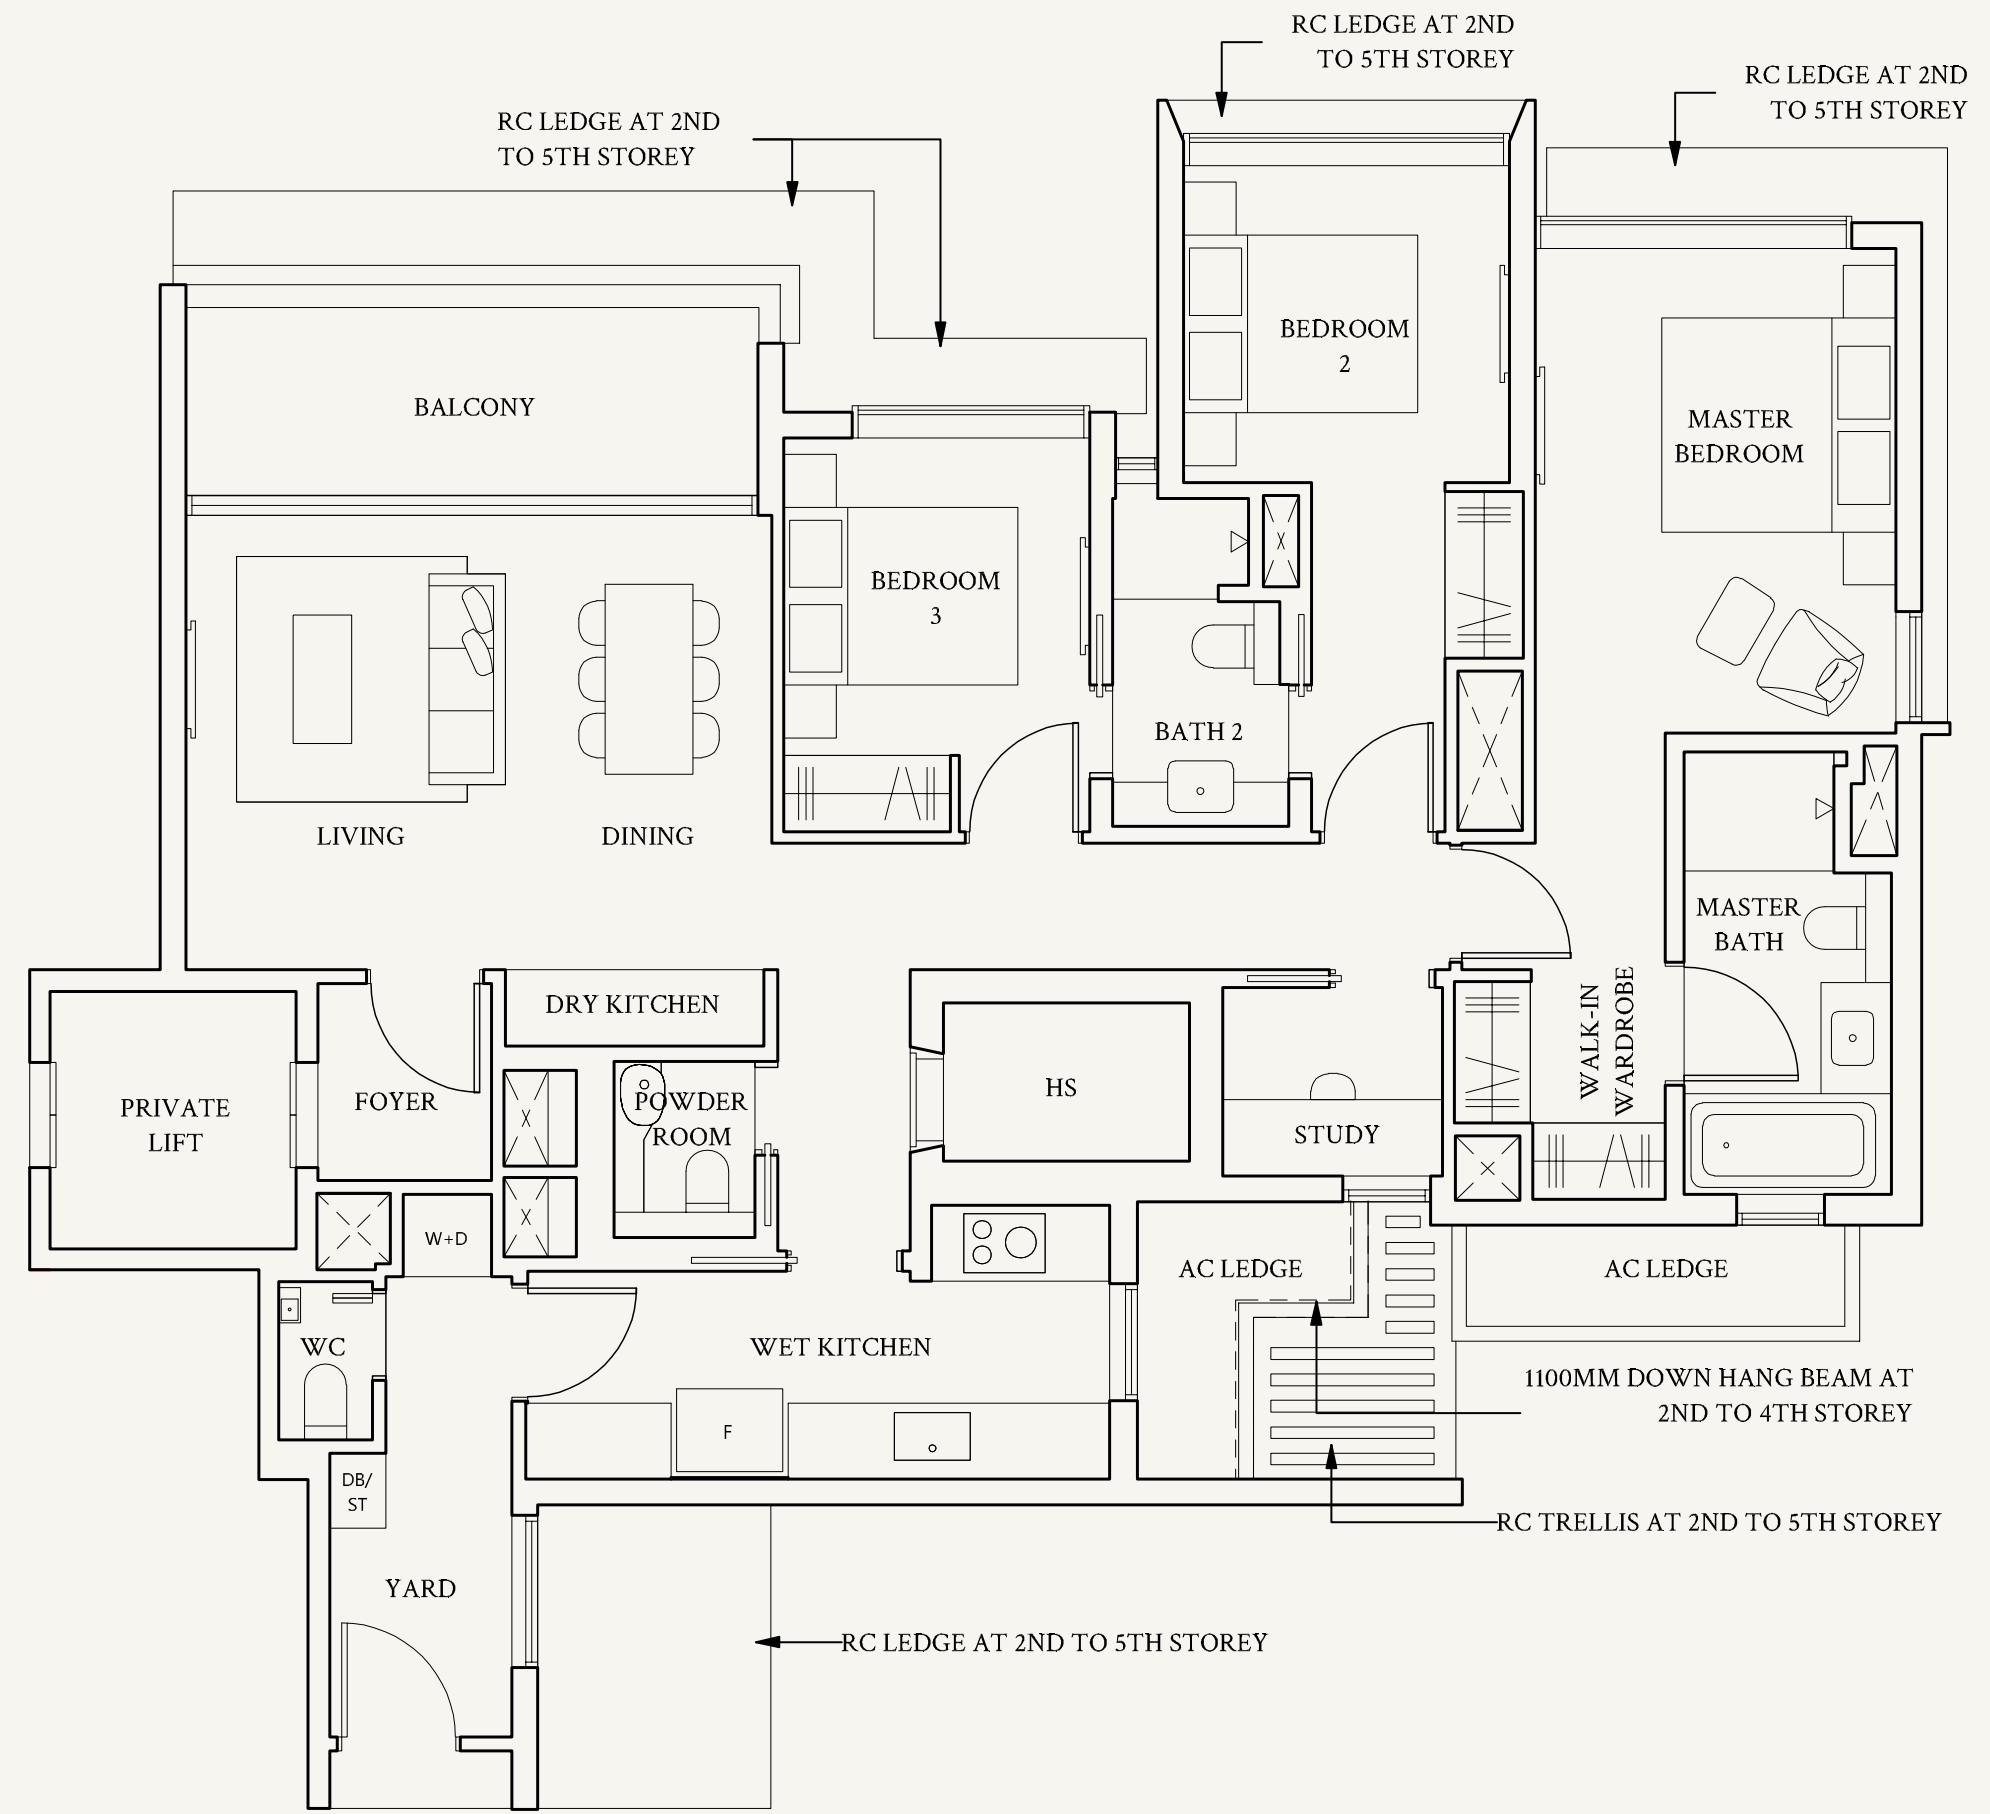 RC LEDGE AT 2ND
TO 5TH STOREY
RC LEDGE AT 2ND
TO 5TH STOREY
RC LEDGE AT 2ND
TO 5TH STOREY
BEDROOM
2
BALCONY
MASTER
BEDROOM
BEDROOM
3
BATH 2
LIVING
DINING
MASTER
BATH
DRY KITCHEN
WALK-IN
WARDROBE
HS
PRIVATE
LIFT
FOYER
POWDER
ROOM
STUDY
W+D
AC LEDGE
AC LEDGE
WC
WET KITCHEN
1100MM DOWN HANG BEAM AT
2ND TO 4TH STOREY
F
DB/
ST
RC TRELLIS AT 2ND TO 5TH STOREY
YARD
RC LEDGE AT 2ND TO 5TH STOREY